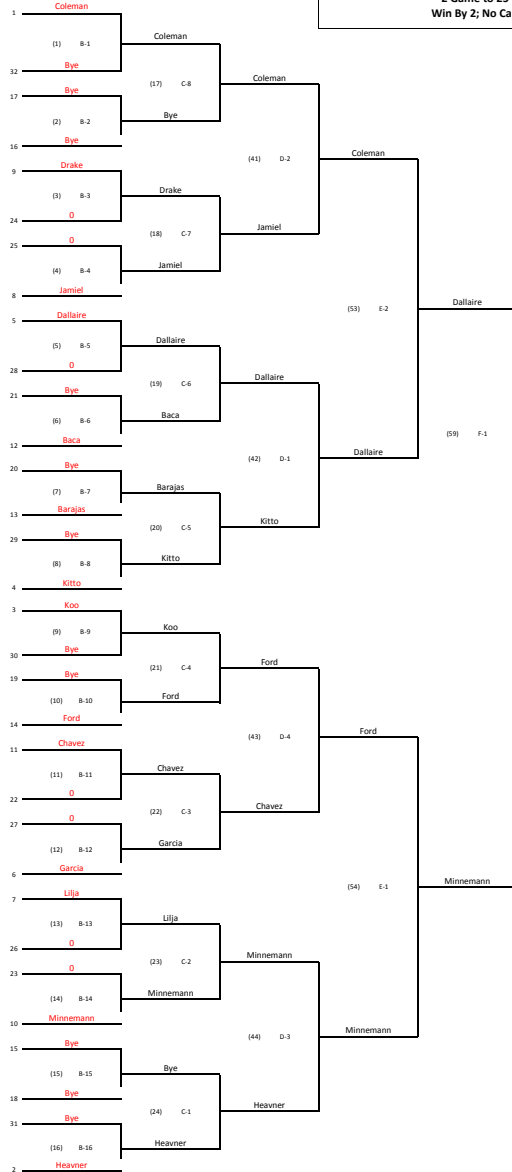 2 Game to 25
Win By 2; No Ca
1 Coleman
(1) B-1
Coleman
32 Bye
17 Bye
(17) C-8
Coleman
(2) B-2
Bye
16 Bye
9 Drake
(41) D-2
Coleman
(3) B-3
Drake
24 0
25 0
(18) C-7
Jamiel
(4) B-4
Jamiel
8 Jamiel
5 Dallaire
(53) E-2
Dallaire
(5) B-5
Dallaire
28 0
21 Bye
(19) C-6
Dallaire
(6) B-6
Baca
12 Baca
(59) F-1
20 Bye
(42) D-1
Dallaire
(7) B-7
Barajas
13 Barajas
29 Bye
(20) C-5
Kitto
(8) B-8
Kitto
4 Kitto
3 Koo
(9) B-9
Koo
30 Bye
19 Bye
(21) C-4
Ford
(10) B-10
Ford
14 Ford
11 Chavez
(43) D-4
Ford
(11) B-11
Chavez
22 0
27 0
(22) C-3
Chavez
(12) B-12
Garcia
6 Garcia
7 Lilja
(54) E-1
Minnemann
(13) B-13
Lilja
26 0
23 0
(23) C-2
Minnemann
(14) B-14
Minnemann
10 Minnemann
15 Bye
(44) D-3
Minnemann
(15) B-15
Bye
18 Bye
31 Bye
(24) C-1
Heavner
(16) B-16
Heavner
2 Heavner